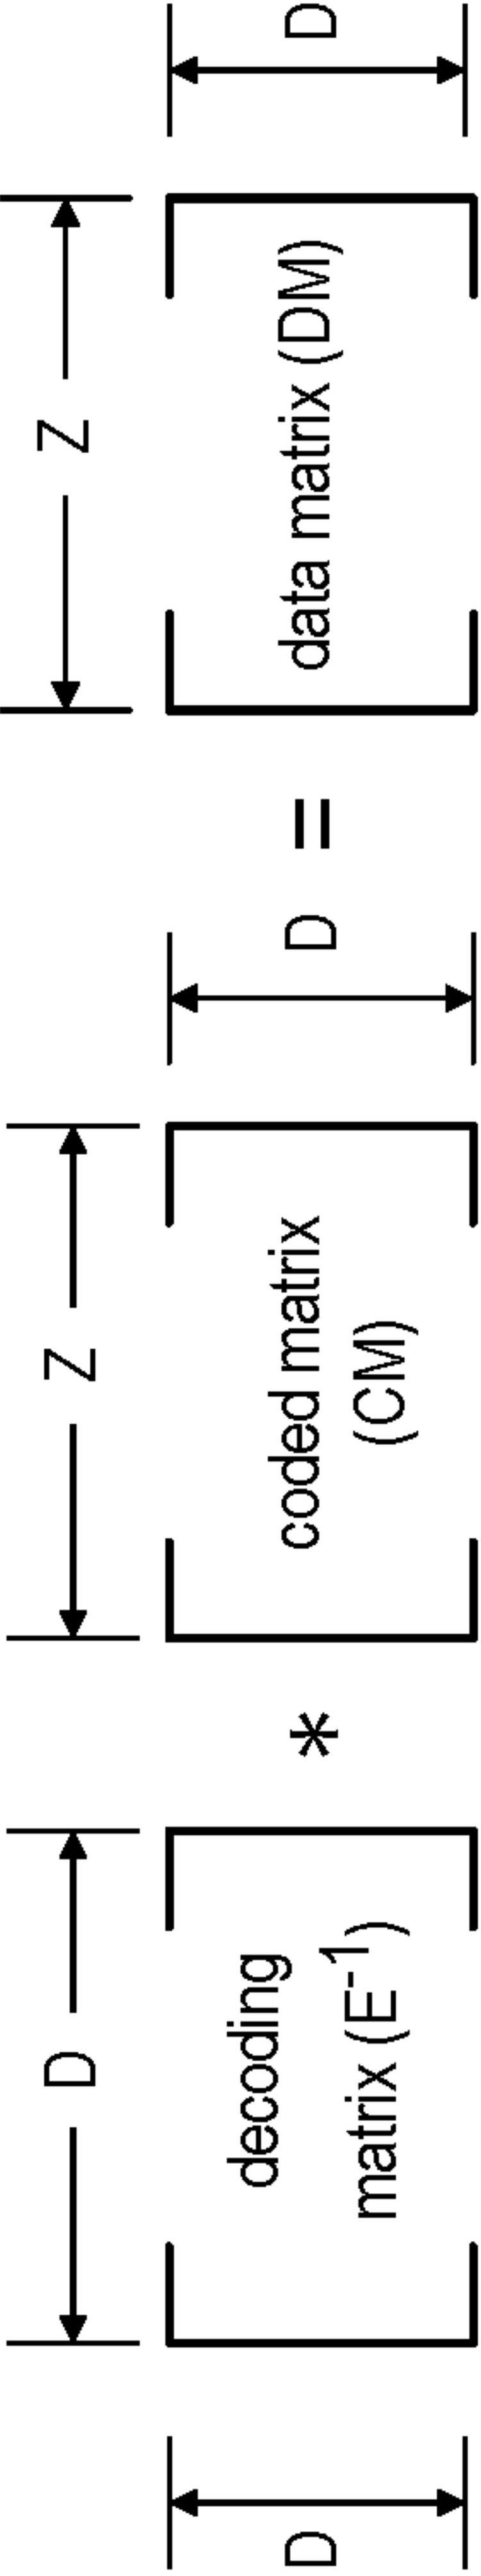 D
D
decoding
matrix (E⁻¹)
*
Z
coded matrix
(CM)
D
=
Z
data matrix (DM)
D